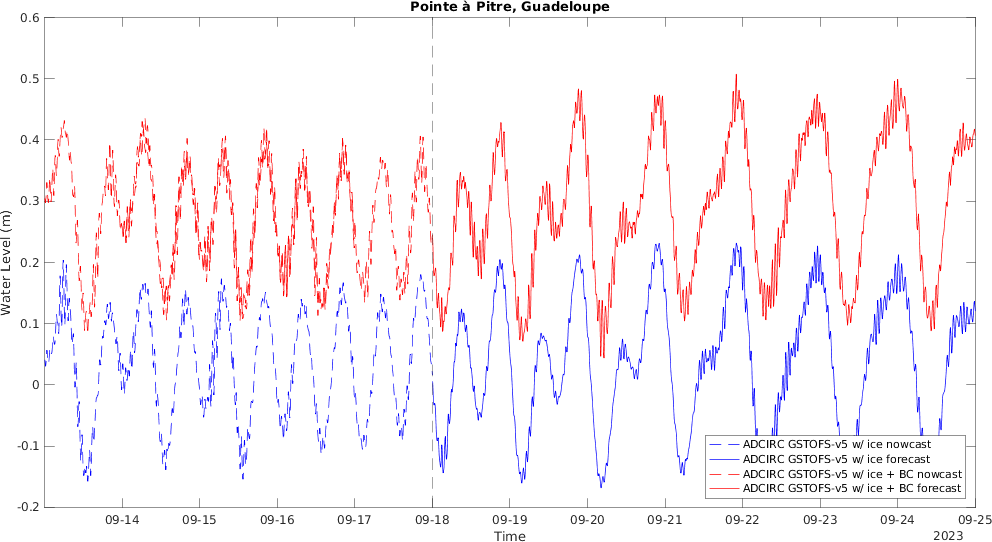 Pointe à Pitre, Guadeloupe
0.6
0.5
0.4
0.3
0.2
0.1
0
-0.1
-0.2
Water Level (m)
09-14 09-15 09-16 09-17 09-18 09-19 09-20 09-21 09-22 09-23 09-24 09-25
Time
2023
ADCIRC GSTOFS-v5 w/ ice nowcast
ADCIRC GSTOFS-v5 w/ ice forecast
ADCIRC GSTOFS-v5 w/ ice + BC nowcast
ADCIRC GSTOFS-v5 w/ ice + BC forecast